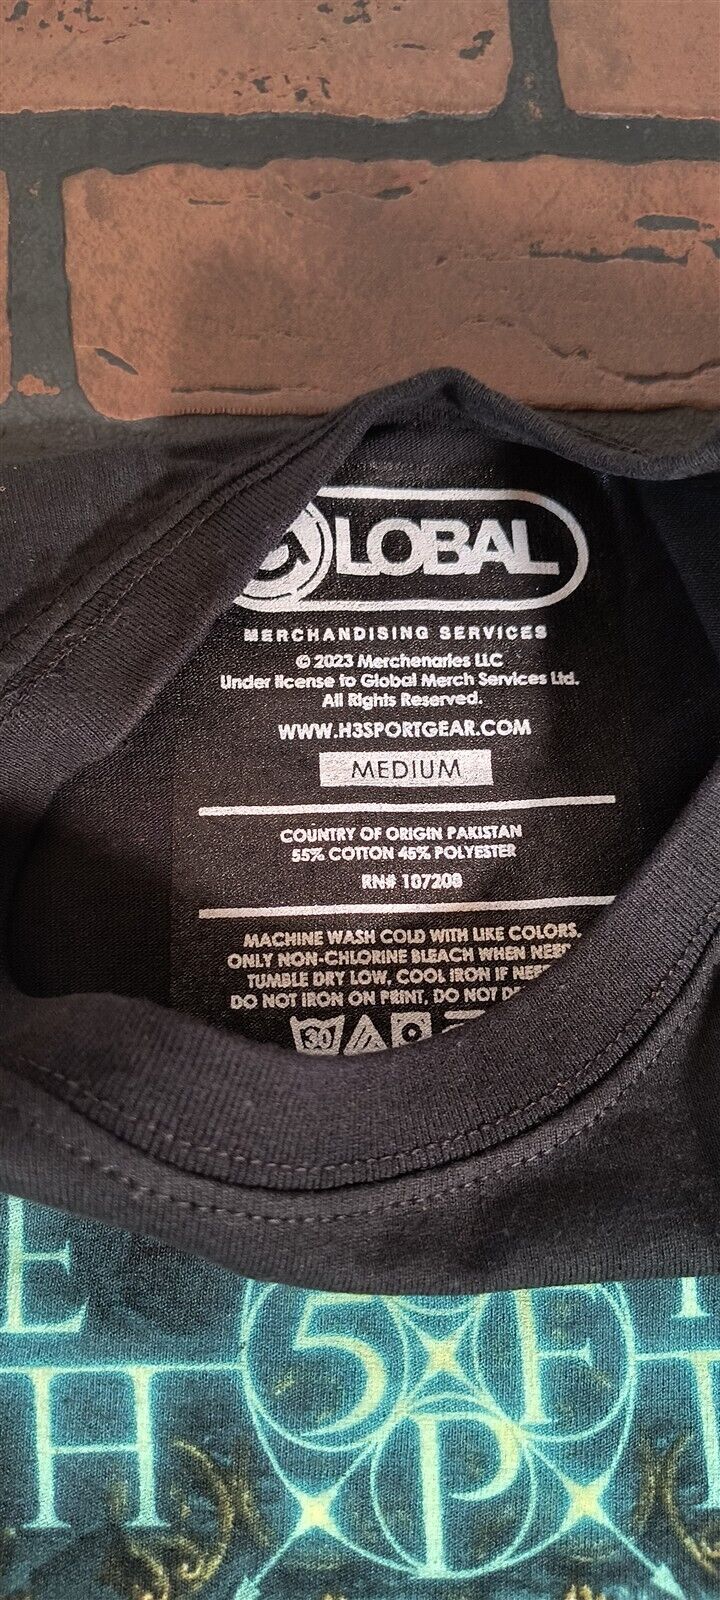 GLOBAL
MERCHANDISING SERVICES
© 2023 Merchenaries LLC
Under license to Global Merch Services Ltd.
All Rights Reserved.
WWW.H3SPORTGEAR.COM
MEDIUM
COUNTRY OF ORIGIN PAKISTAN
55% COTTON 45% POLYESTER
RN# 107208
MACHINE WASH COLD WITH LIKE COLORS.
ONLY NON-CHLORINE BLEACH WHEN
TUMBLE DRY LOW, COOL IRON IF
DO NOT IRON ON PRINT, DO NOT
30
E
5 F
H
P